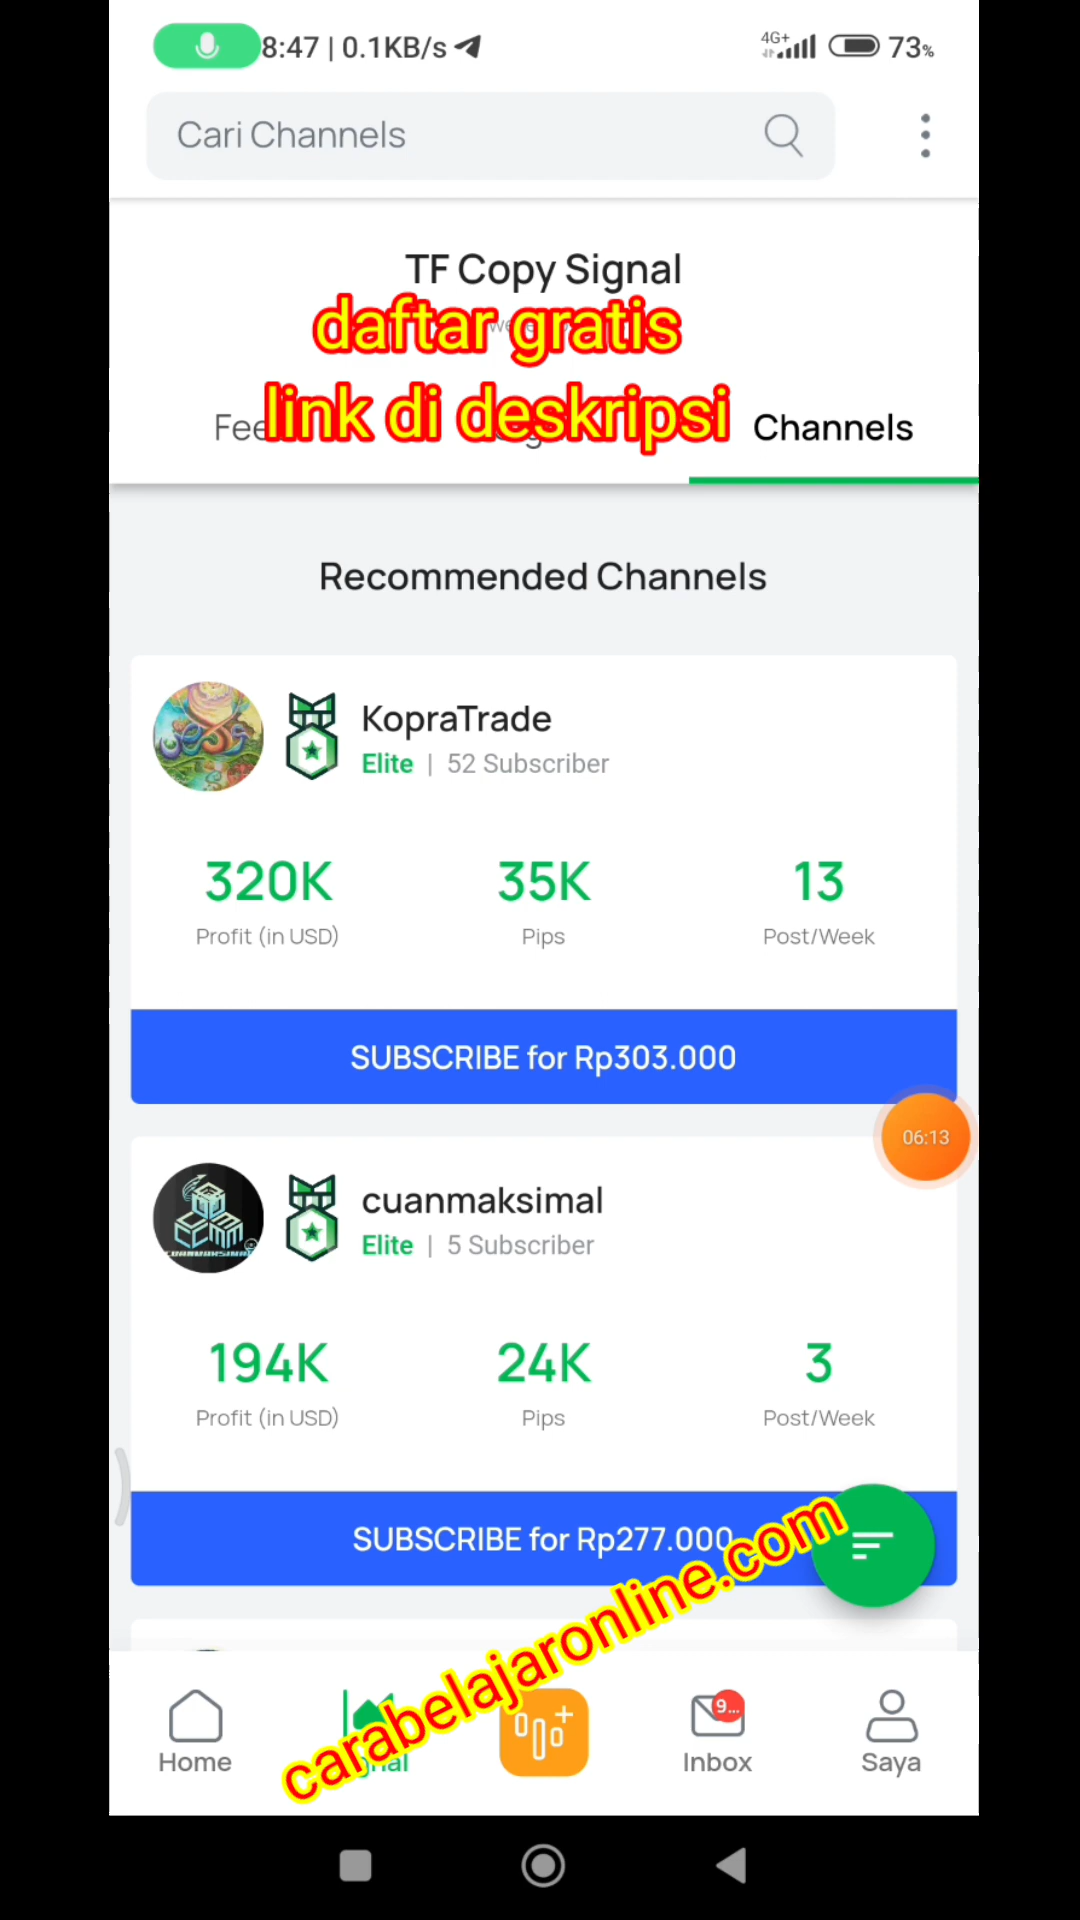 8:47 | 0.1KB/s
4G+ 73%
Cari Channels
TF Copy Signal
daftar gratis
link di deskripsi
Channels
Recommended Channels
KopraTrade
Elite | 52 Subscriber
320K 35K 13
Profit (in USD) Pips Post/Week
SUBSCRIBE for Rp303.000
06:13
cuanmaksimal
Elite | 5 Subscriber
194K 24K 3
Profit (in USD) Pips Post/Week
SUBSCRIBE for Rp277.000
carabelajaronline.com
9...
Home Inbox Saya